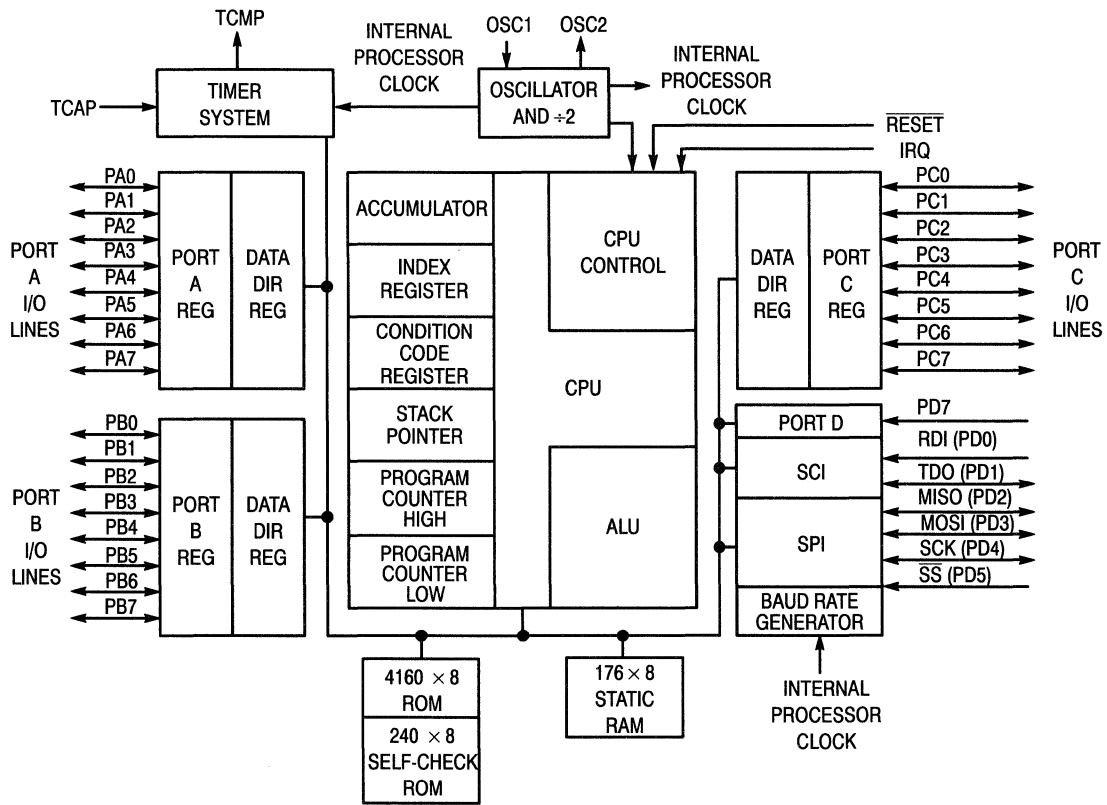 TCMP
OSC1
OSC2
INTERNAL
PROCESSOR
CLOCK
INTERNAL
PROCESSOR
CLOCK
TCAP
TIMER
SYSTEM
OSCILLATOR
AND ÷2
RESET
IRQ
PORT
A
I/O
LINES
PA0
PA1
PA2
PA3
PA4
PA5
PA6
PA7
PORT
A
REG
DATA
DIR
REG
ACCUMULATOR
INDEX
REGISTER
CONDITION
CODE
REGISTER
STACK
POINTER
PROGRAM
COUNTER
HIGH
PROGRAM
COUNTER
LOW
CPU
CONTROL
CPU
ALU
DATA
DIR
REG
PORT
C
REG
PC0
PC1
PC2
PC3
PC4
PC5
PC6
PC7
PORT
C
I/O
LINES
PORT
B
I/O
LINES
PB0
PB1
PB2
PB3
PB4
PB5
PB6
PB7
PORT
B
REG
DATA
DIR
REG
PORT D
SCI
SPI
BAUD RATE
GENERATOR
PD7
RDI (PD0)
TDO (PD1)
MISO (PD2)
MOSI (PD3)
SCK (PD4)
SS (PD5)
4160 × 8
ROM
240 × 8
SELF-CHECK
ROM
176 × 8
STATIC
RAM
INTERNAL
PROCESSOR
CLOCK